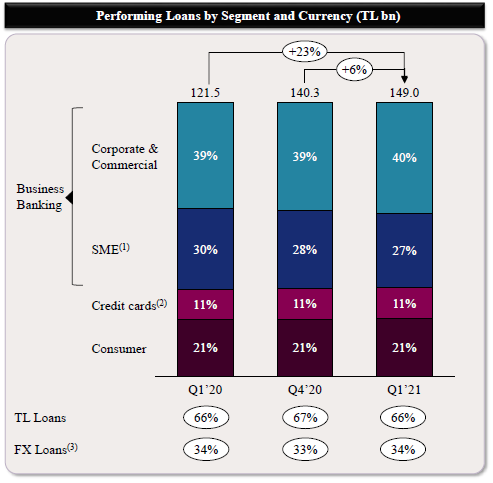 Performing Loans by Segment and Currency (TL bn)
+23%
+6%
121.5 140.3 149.0
Corporate &
Commercial
39% 39% 40%
Business
Banking
SME(1)
30% 28% 27%
Credit cards(2)
11% 11% 11%
Consumer
21% 21% 21%
Q1'20 Q4'20 Q1'21
TL Loans 66% 67% 66%
FX Loans(3) 34% 33% 34%